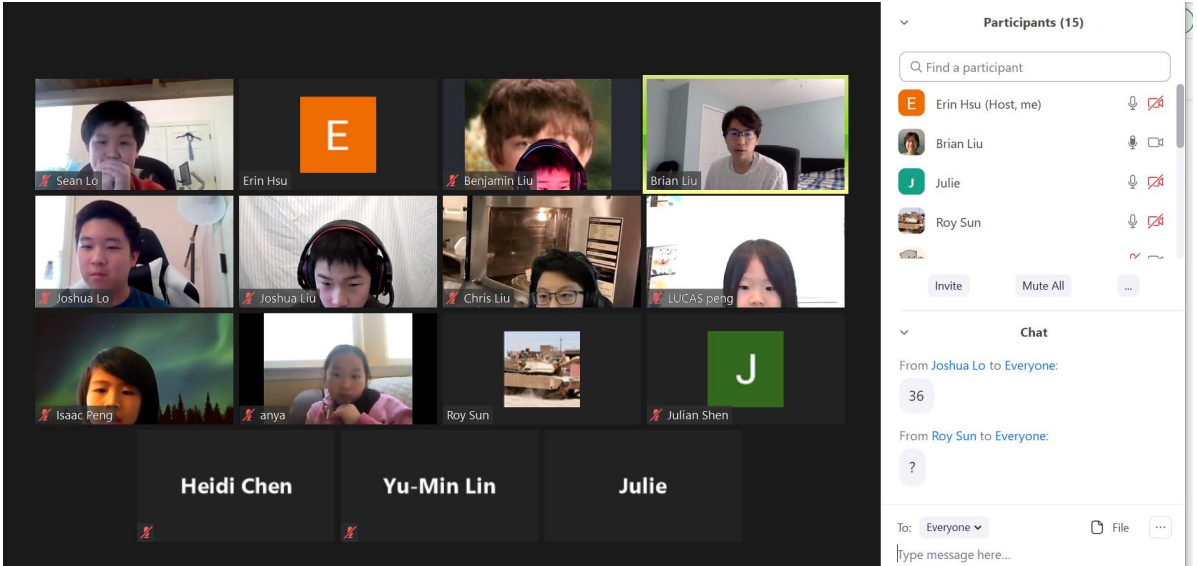 Sean Lo
E
Erin Hsu
Benjamin Liu
Brian Liu
Joshua Lo
Joshua Liu
Chris Liu
LUCAS peng
Isaac Peng
anya
Roy Sun
J
Julian Shen
Heidi Chen
Yu-Min Lin
Julie
Participants (15)
Find a participant
E Erin Hsu (Host, me)
Brian Liu
J Julie
Roy Sun
Invite Mute All ...
Chat
From Joshua Lo to Everyone:
36
From Roy Sun to Everyone:
?
To: Everyone File ...
Type message here...